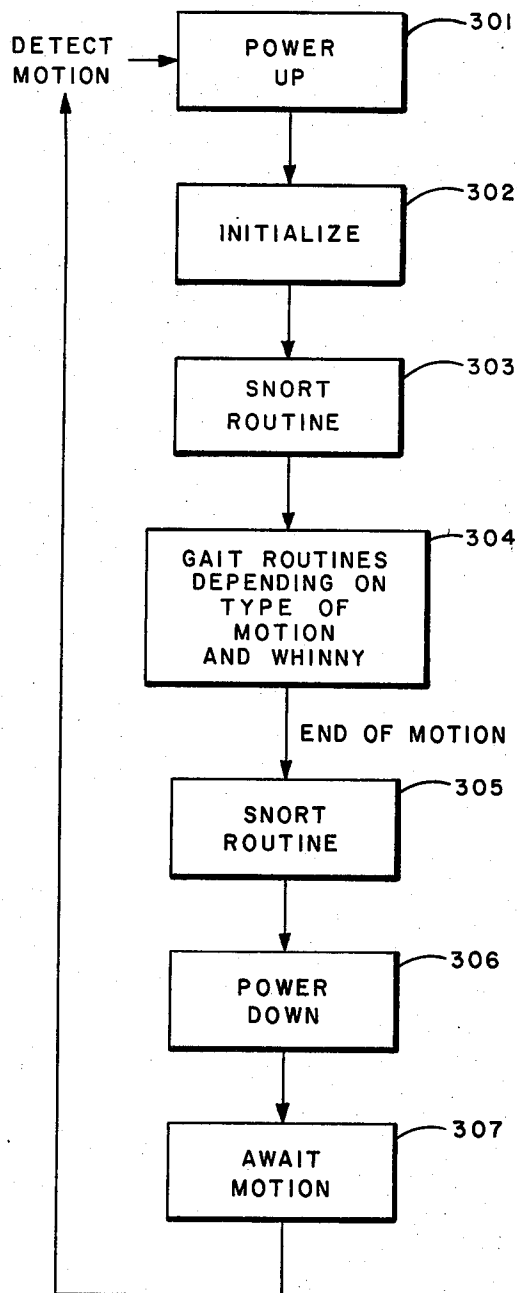 301
DETECT
MOTION
POWER
UP
302
INITIALIZE
303
SNORT
ROUTINE
304
GAIT ROUTINES
DEPENDING ON
TYPE OF
MOTION
AND WHINNY
END OF MOTION
305
SNORT
ROUTINE
306
POWER
DOWN
307
AWAIT
MOTION